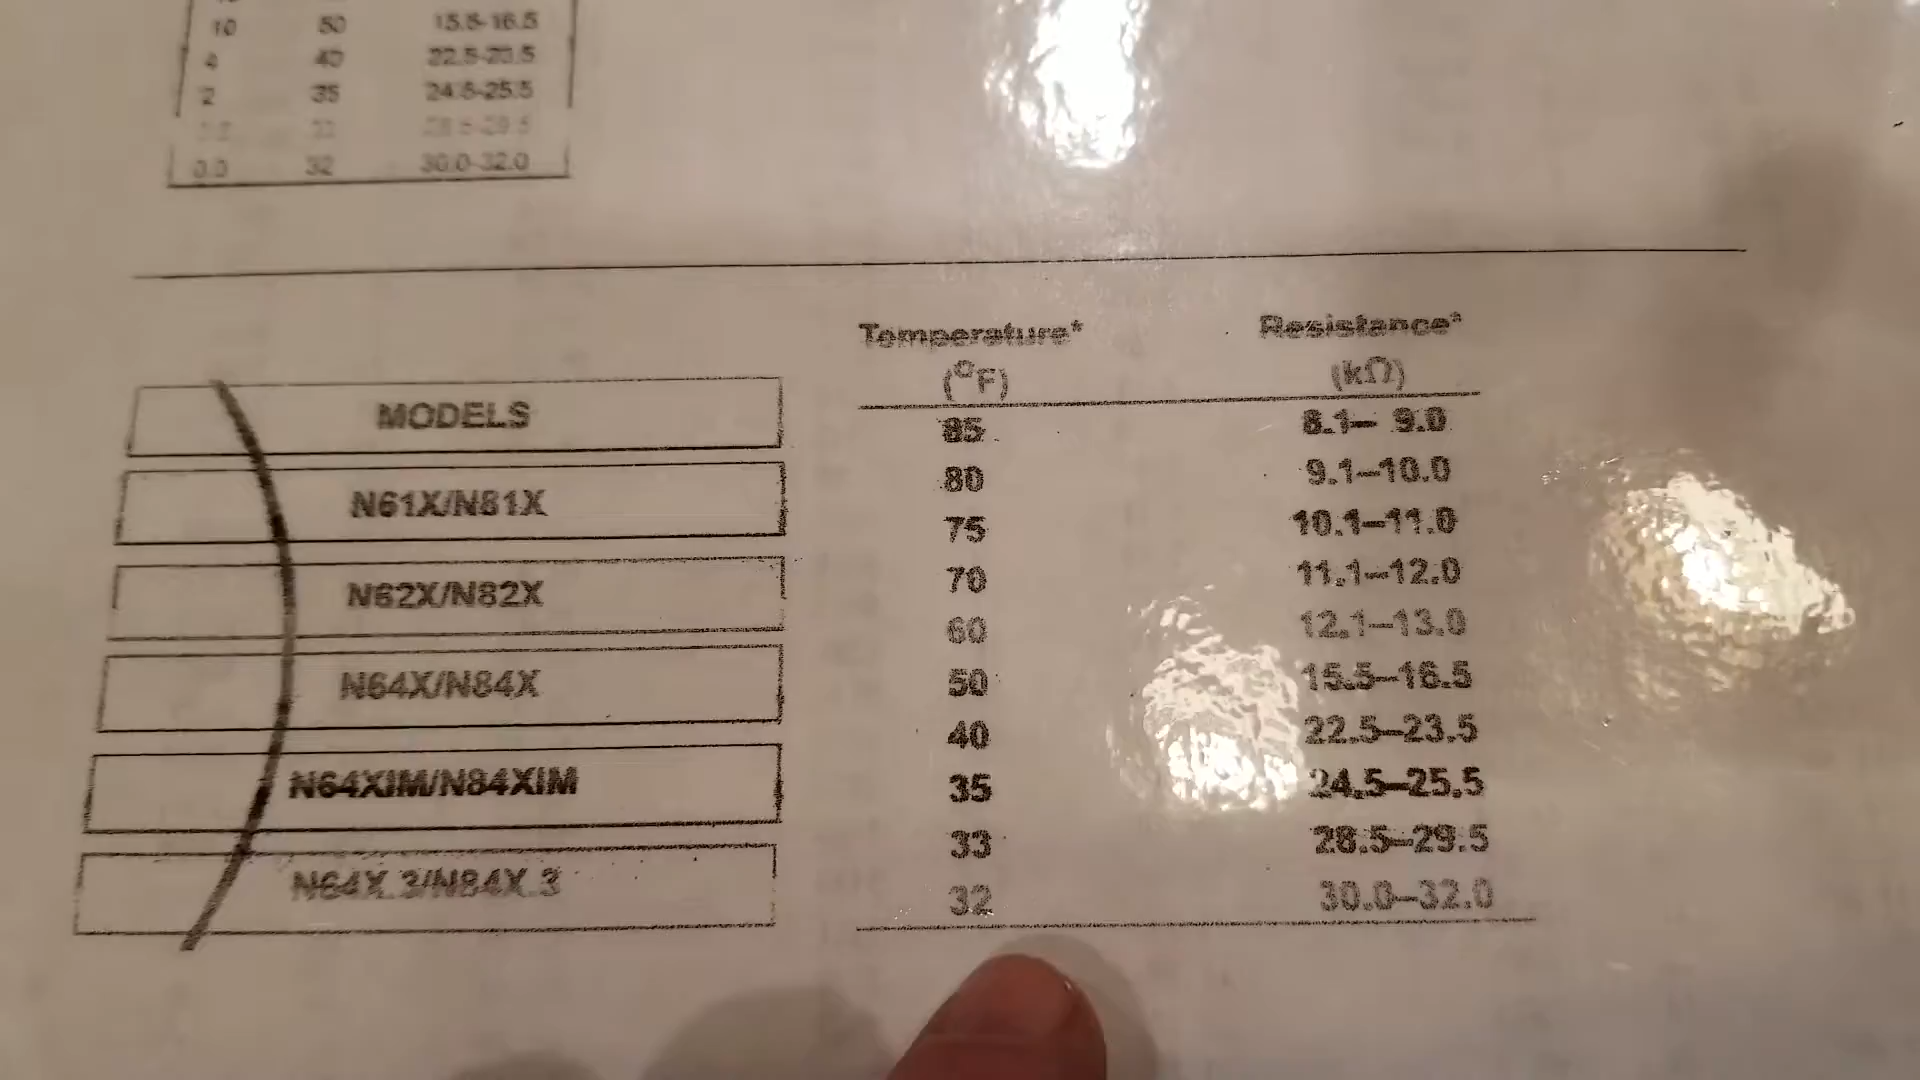 10 50 15.5-16.5
4 40 22.5-23.5
2 35 24.5-25.5
28.5-29.5
0.0 32 30.0-32.0
Temperature* Resistance*
(°F) (kΩ)
MODELS
N61X/N81X
N62X/N82X
N64X/N84X
N64XIM/N84XIM
N64X.3/N84X.3
85 8.1– 9.0
80 9.1–10.0
75 10.1–11.0
70 11.1–12.0
60 12.1–13.0
50 15.5–16.5
40 22.5–23.5
35 24.5–25.5
33 28.5–29.5
32 30.0–32.0